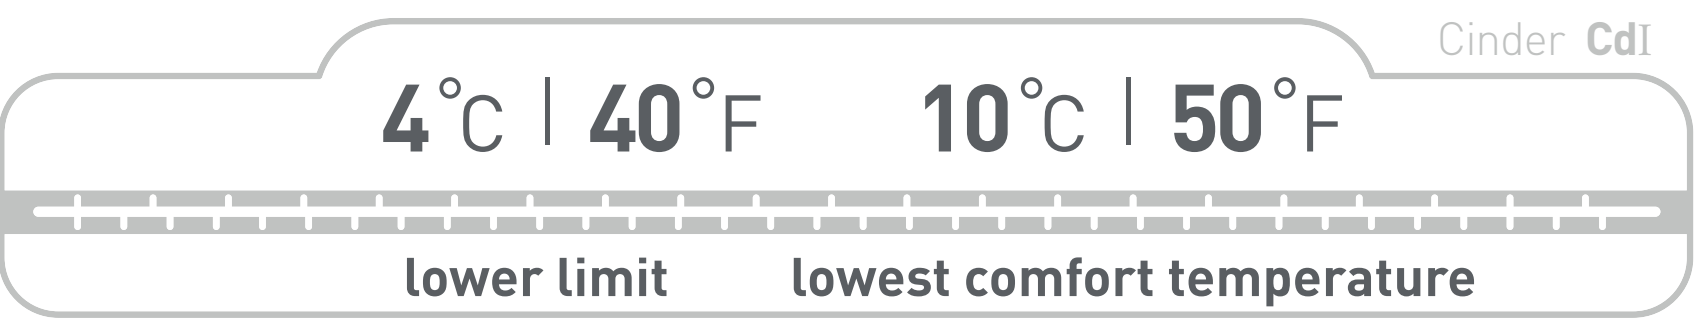 Cinder CdI
4°C | 40°F 10°C | 50°F
lower limit lowest comfort temperature